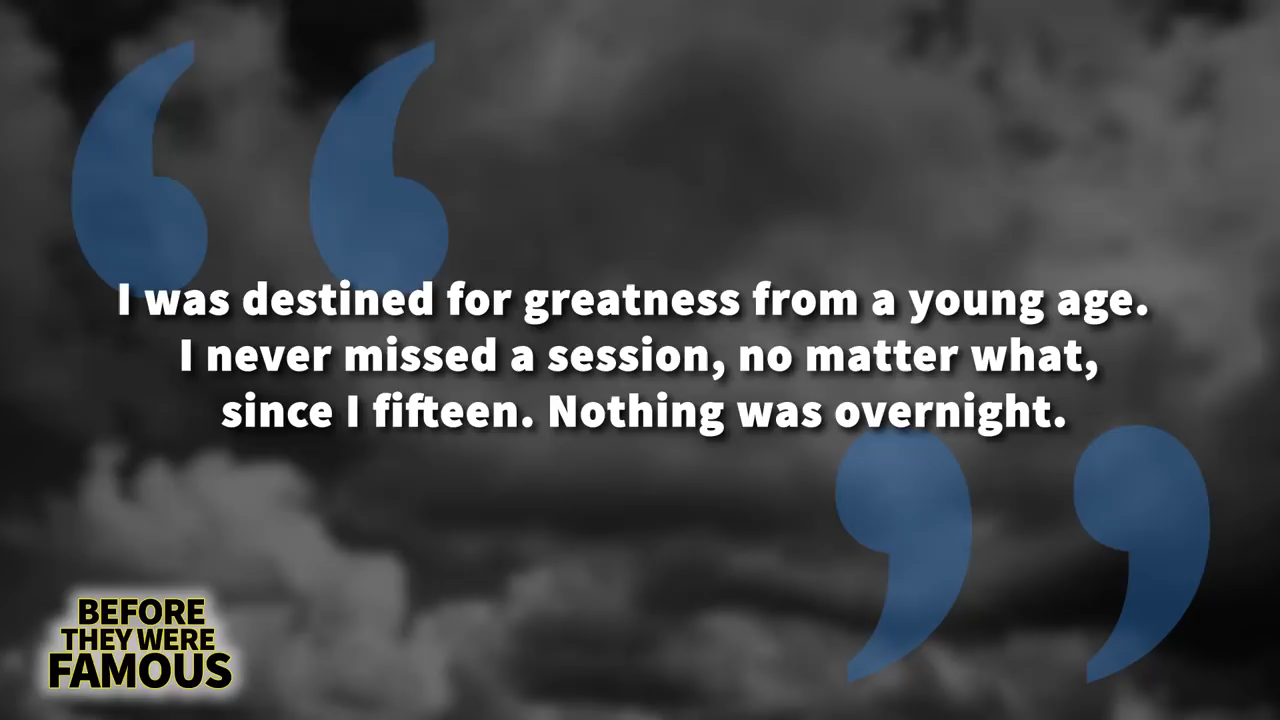 I was destined for greatness from a young age.
I never missed a session, no matter what,
since I fifteen. Nothing was overnight.
BEFORE
THEY WERE
FAMOUS